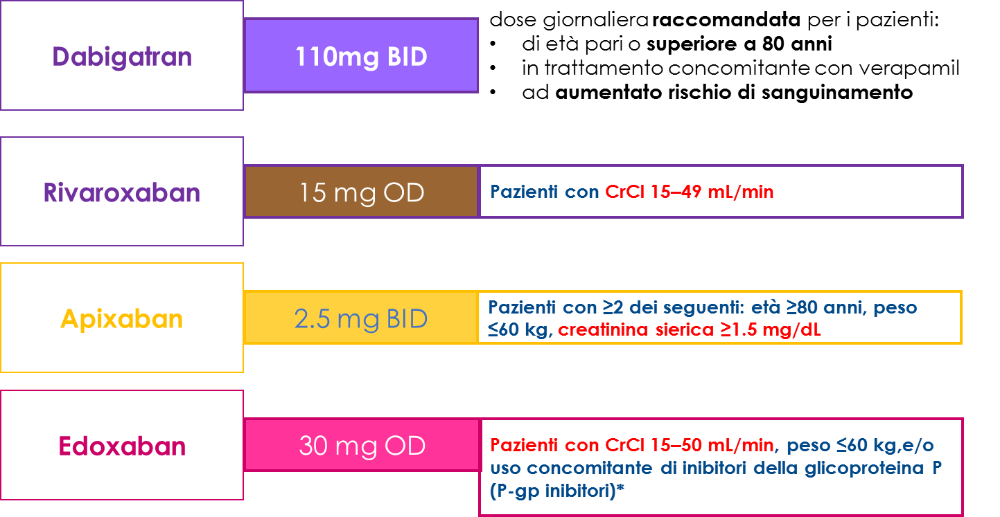 Dabigatran
110mg BID
dose giornaliera raccomandata per i pazienti:
• di età pari o superiore a 80 anni
• in trattamento concomitante con verapamil
• ad aumentato rischio di sanguinamento
Rivaroxaban
15 mg OD
Pazienti con CrCl 15–49 mL/min
Apixaban
2.5 mg BID
Pazienti con ≥2 dei seguenti: età ≥80 anni, peso
≤60 kg, creatinina sierica ≥1.5 mg/dL
Edoxaban
30 mg OD
Pazienti con CrCl 15–50 mL/min, peso ≤60 kg,e/o
uso concomitante di inibitori della glicoproteina P
(P-gp inibitori)*